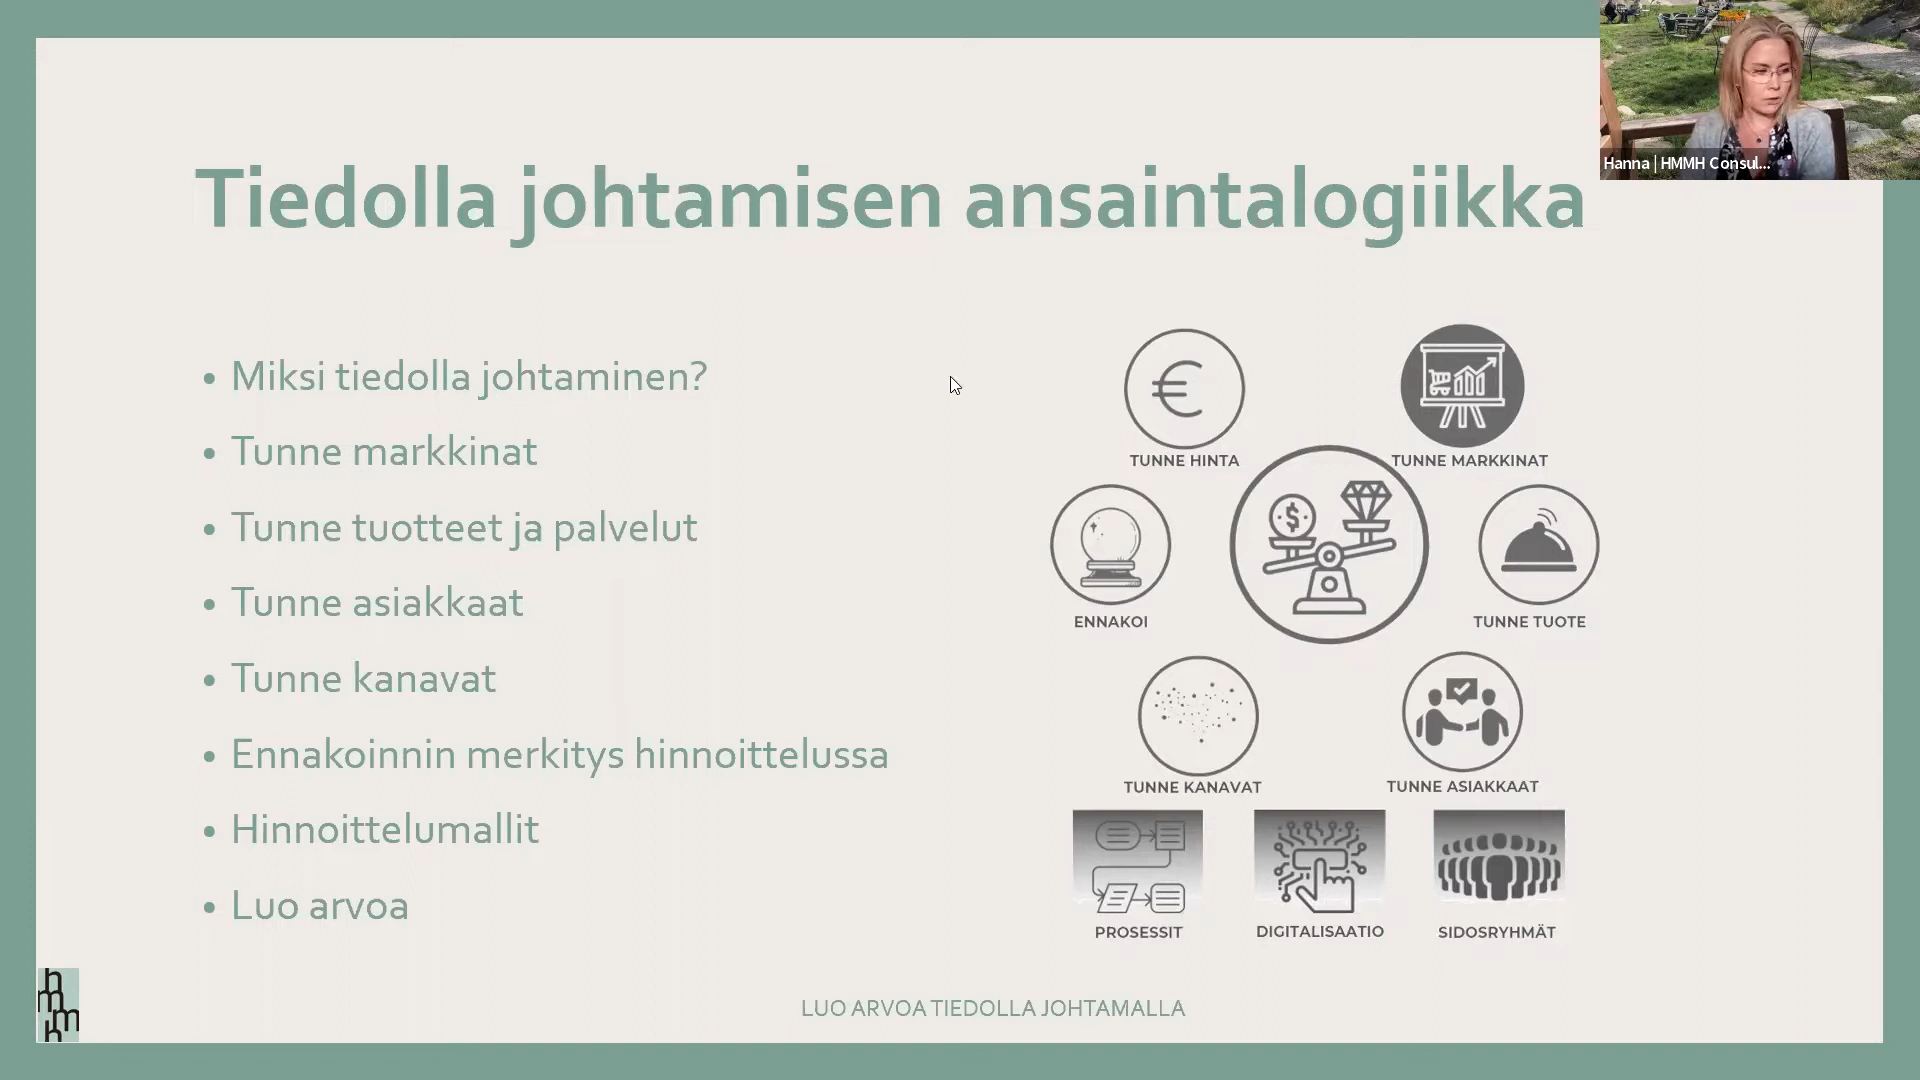 Hanna | HMMH Consul...
Tiedolla johtamisen ansaintalogiikka
• Miksi tiedolla johtaminen?
• Tunne markkinat
• Tunne tuotteet ja palvelut
• Tunne asiakkaat
• Tunne kanavat
• Ennakoinnin merkitys hinnoittelussa
• Hinnoittelumallit
• Luo arvoa
TUNNE HINTA
TUNNE MARKKINAT
ENNAKOI
TUNNE TUOTE
TUNNE KANAVAT
TUNNE ASIAKKAAT
PROSESSIT
DIGITALISAATIO
SIDOSRYHMÄT
hmmh
LUO ARVOA TIEDOLLA JOHTAMALLA